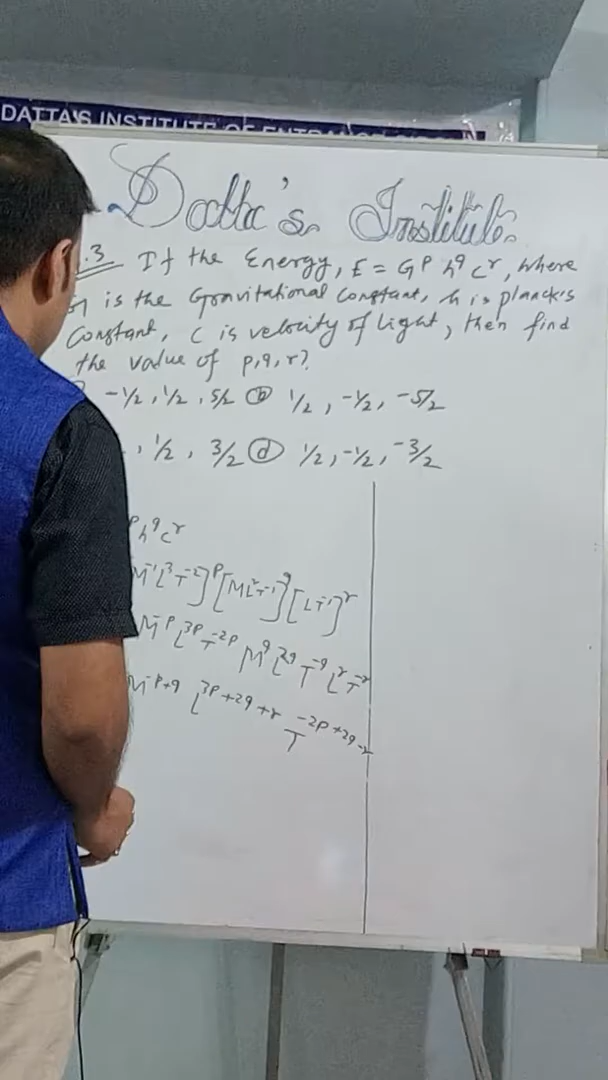 DATTA'S INSTITUTE OF ENTRANCE
Datta's Institute
.3 If the Energy, E = G^p h^q c^r, where
G is the Gravitational Constant, h is planck's
Constant, c is velocity of light, then find
the value of p,q,r?
-1/2, 1/2, 5/2 (b) 1/2, -1/2, -5/2
, 1/2, 3/2 (d) 1/2, -1/2, -3/2
^p h^q c^r
M^-1 L^3 T^-2]^p [ML^2T^-1]^q [LT^-1]^r
M^-p L^3p T^-2p M^q L^2q T^-q L^r T^-r
M^-p+q L^3p+2q+r T^-2p+2q-r